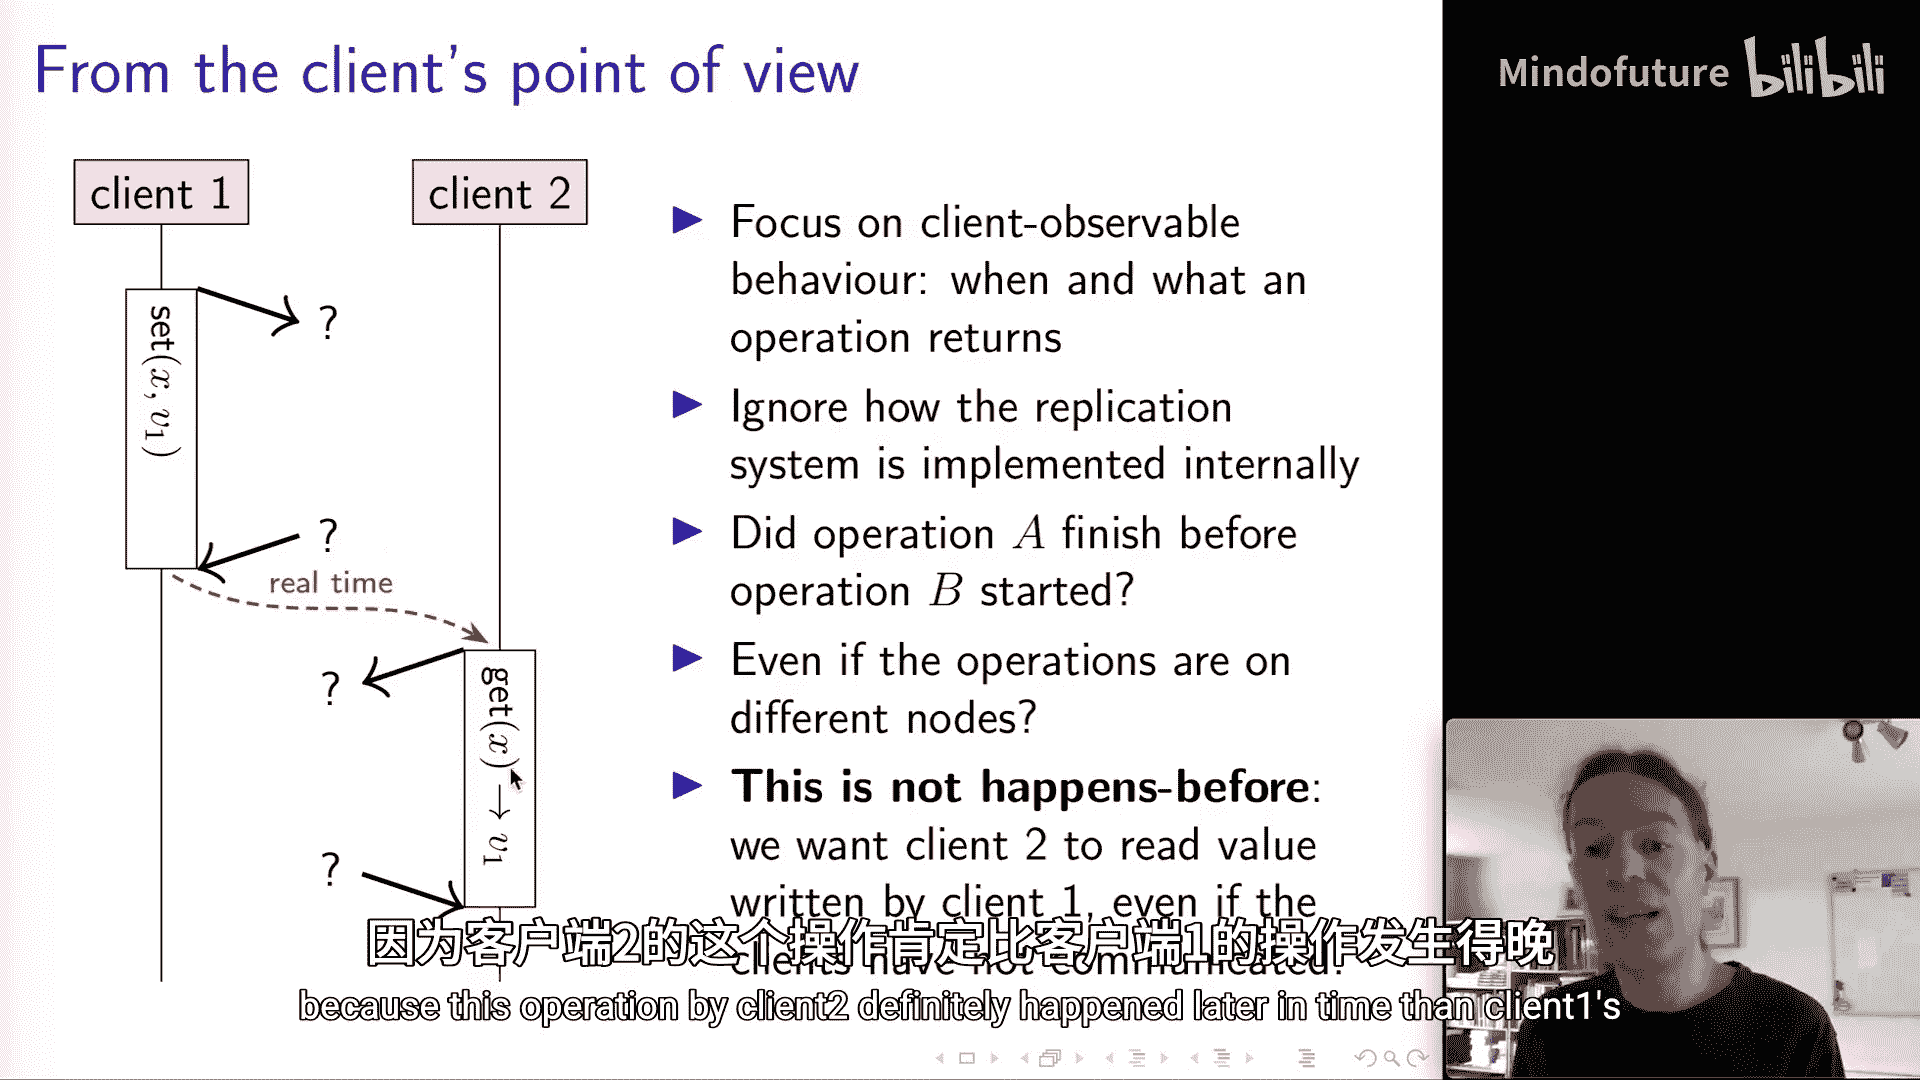 From the client's point of view
Mindofuture bilibili
client 1
client 2
set(x, v₁)
?
?
real time
?
get(x) → v₁
?
▶ Focus on client-observable
behaviour: when and what an
operation returns
▶ Ignore how the replication
system is implemented internally
▶ Did operation A finish before
operation B started?
▶ Even if the operations are on
different nodes?
▶ This is not happens-before:
we want client 2 to read value
written by client 1, even if the
clients have not communicated!
因为客户端2的这个操作肯定比客户端1的操作发生得晚
because this operation by client2 definitely happened later in time than client1's